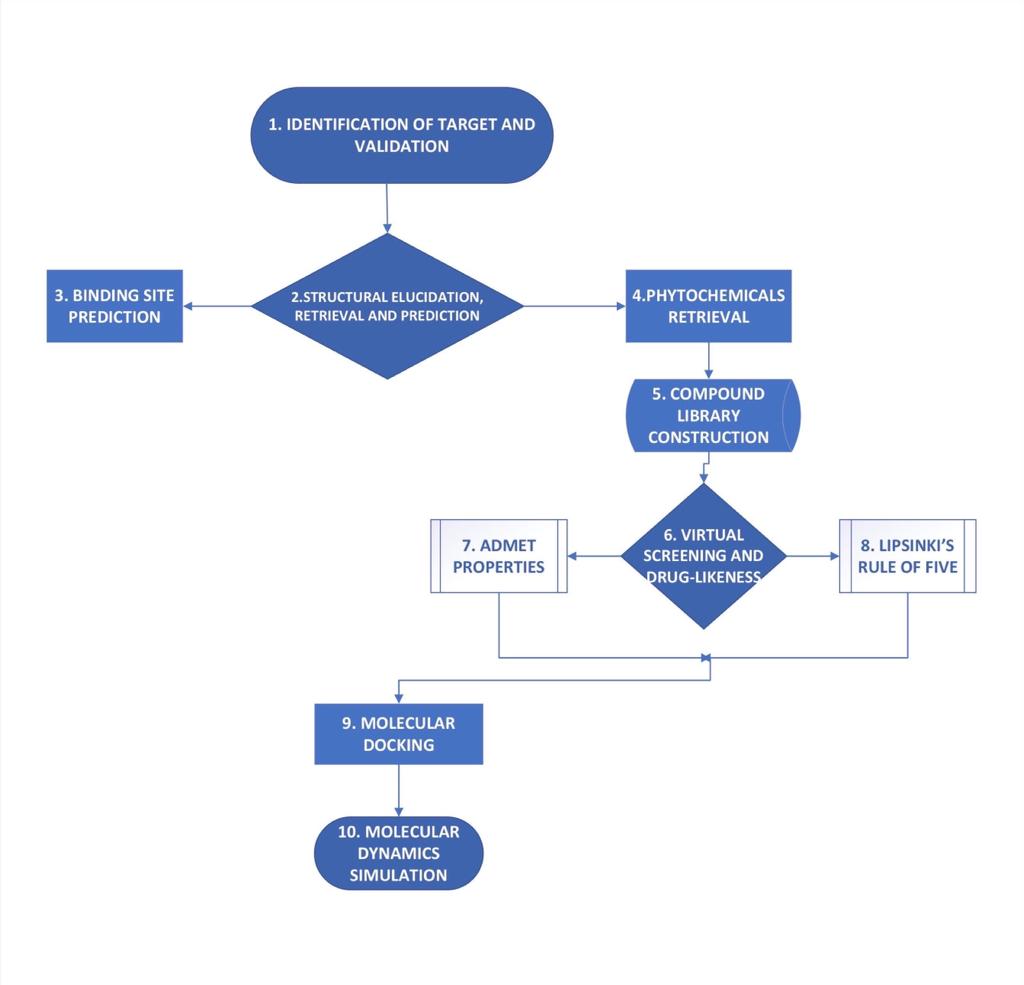 1. IDENTIFICATION OF TARGET AND
VALIDATION
2.STRUCTURAL ELUCIDATION,
RETRIEVAL AND PREDICTION
3. BINDING SITE
PREDICTION
4.PHYTOCHEMICALS
RETRIEVAL
5. COMPOUND
LIBRARY
CONSTRUCTION
6. VIRTUAL
SCREENING AND
DRUG-LIKENESS
7. ADMET
PROPERTIES
8. LIPSINKI'S
RULE OF FIVE
9. MOLECULAR
DOCKING
10. MOLECULAR
DYNAMICS
SIMULATION